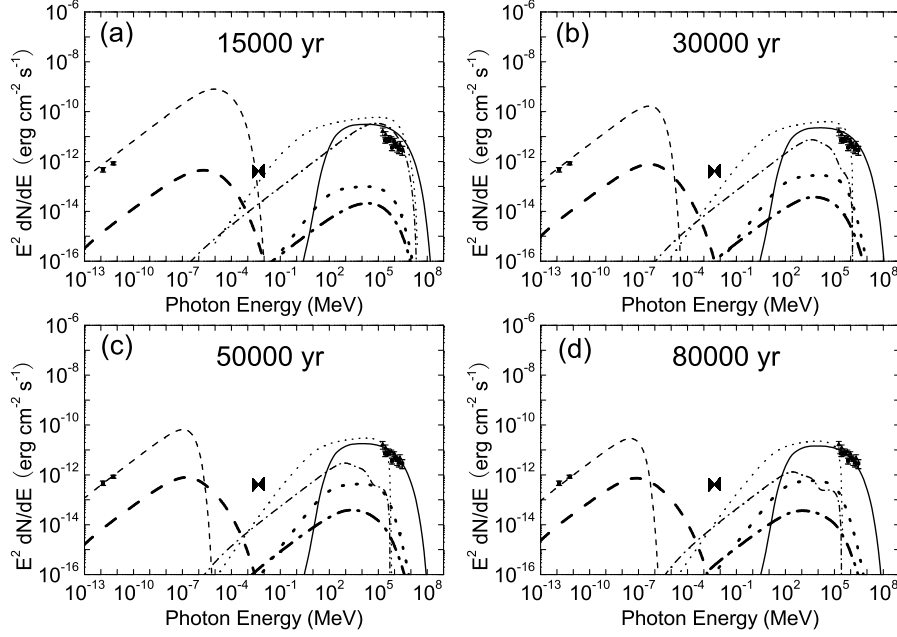 (a) 15000 yr
10⁻⁶
10⁻⁸
10⁻¹⁰
10⁻¹²
10⁻¹⁴
10⁻¹⁶
E² dN/dE (erg cm⁻² s⁻¹)
10⁻¹³ 10⁻¹⁰ 10⁻⁷ 10⁻⁴ 10⁻¹ 10² 10⁵ 10⁸
Photon Energy (MeV)
(b) 30000 yr
10⁻⁶
10⁻⁸
10⁻¹⁰
10⁻¹²
10⁻¹⁴
10⁻¹⁶
E² dN/dE (erg cm⁻² s⁻¹)
10⁻¹³ 10⁻¹⁰ 10⁻⁷ 10⁻⁴ 10⁻¹ 10² 10⁵ 10⁸
Photon Energy (MeV)
(c) 50000 yr
10⁻⁶
10⁻⁸
10⁻¹⁰
10⁻¹²
10⁻¹⁴
10⁻¹⁶
E² dN/dE (erg cm⁻² s⁻¹)
10⁻¹³ 10⁻¹⁰ 10⁻⁷ 10⁻⁴ 10⁻¹ 10² 10⁵ 10⁸
Photon Energy (MeV)
(d) 80000 yr
10⁻⁶
10⁻⁸
10⁻¹⁰
10⁻¹²
10⁻¹⁴
10⁻¹⁶
E² dN/dE (erg cm⁻² s⁻¹)
10⁻¹³ 10⁻¹⁰ 10⁻⁷ 10⁻⁴ 10⁻¹ 10² 10⁵ 10⁸
Photon Energy (MeV)